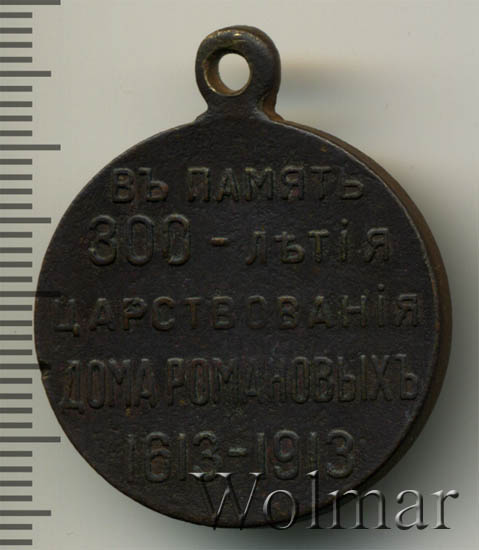 ВЪ ПАМЯТЬ
300-ЛѢТІЯ
ЦАРСТВОВАНІЯ
ДОМА РОМАНОВЫХЪ
1613-1913
Wolmar